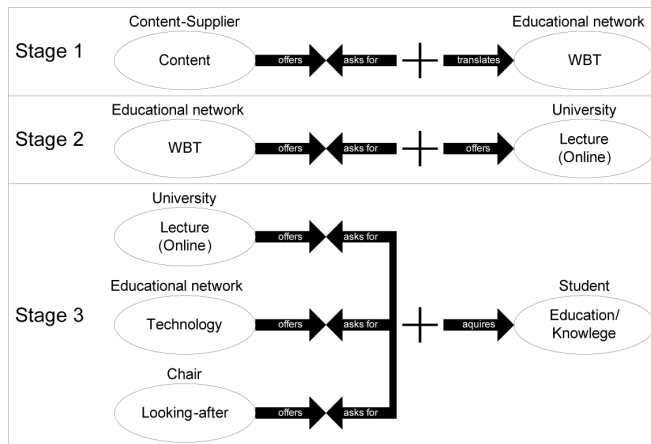 Stage 1
Content-Supplier
Content
offers
asks for
translates
Educational network
WBT
Stage 2
Educational network
WBT
offers
asks for
offers
University
Lecture
(Online)
Stage 3
University
Lecture
(Online)
offers
asks for
Educational network
Technology
offers
asks for
aquires
Student
Education/
Knowlege
Chair
Looking-after
offers
asks for